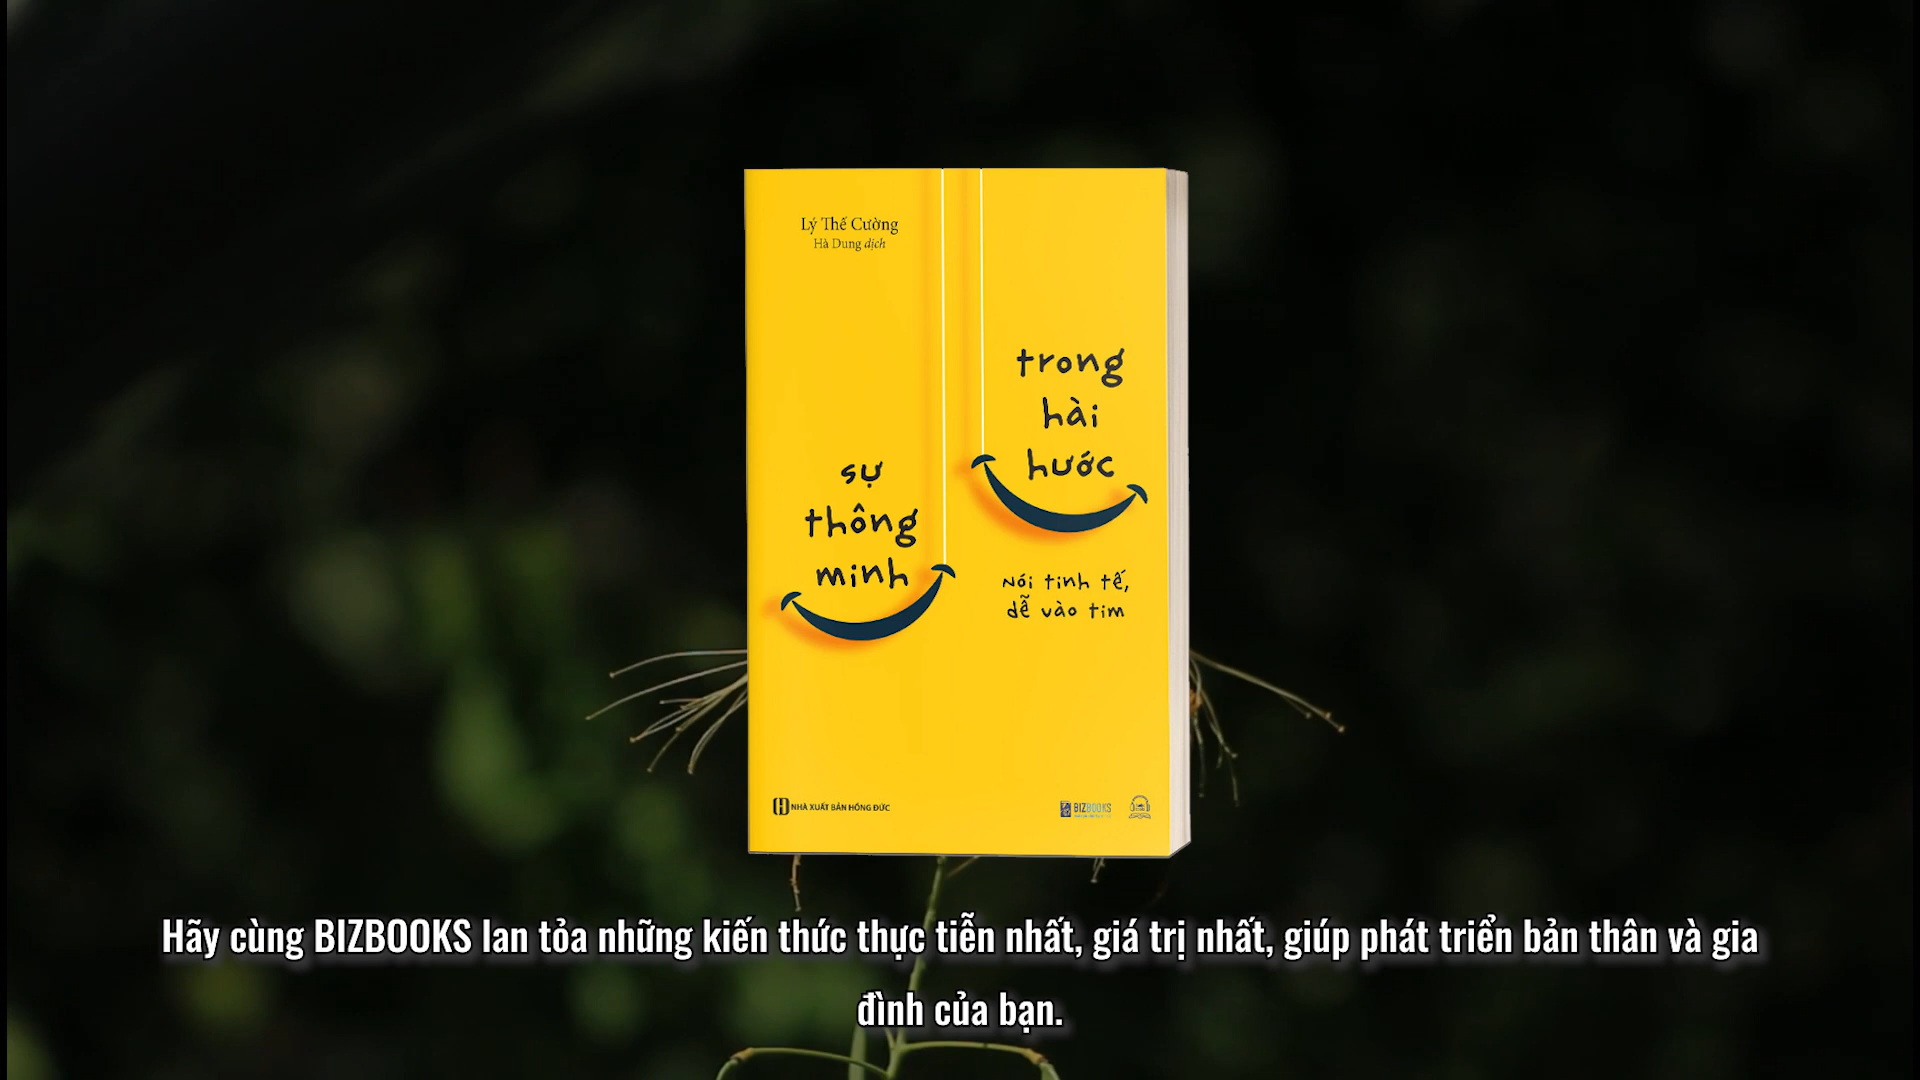 Lý Thế Cường
Hà Dung dịch
sự
thông
minh
trong
hài
hước
Nói tinh tế,
dễ vào tim
NHÀ XUẤT BẢN HỒNG ĐỨC
BIZBOOKS
Hãy cùng BIZBOOKS lan tỏa những kiến thức thực tiễn nhất, giá trị nhất, giúp phát triển bản thân và gia
đình của bạn.